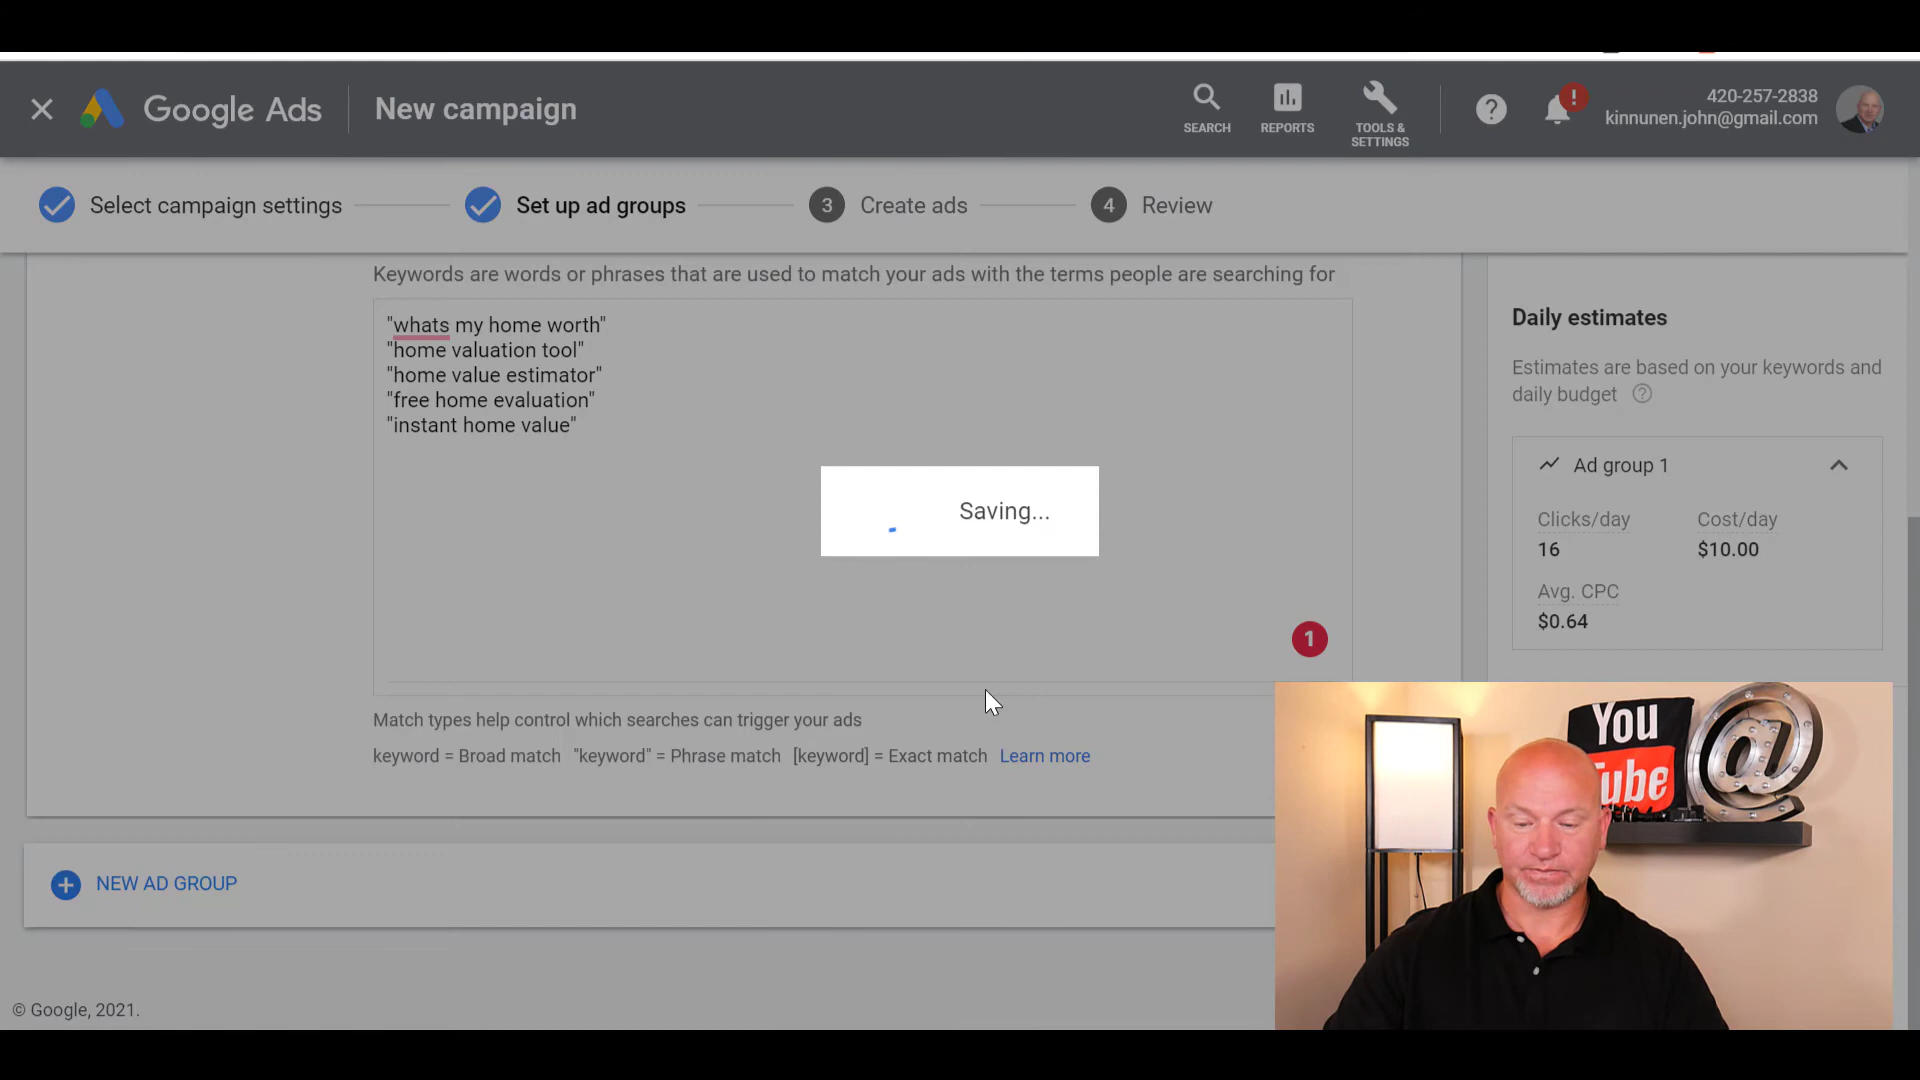 Google Ads
New campaign
SEARCH
REPORTS
TOOLS &
SETTINGS
?
!
420-257-2838
kinnunen.john@gmail.com
Select campaign settings
Set up ad groups
3
Create ads
4
Review
Keywords are words or phrases that are used to match your ads with the terms people are searching for
"whats my home worth"
"home valuation tool"
"home value estimator"
"free home evaluation"
"instant home value"
Saving...
1
Match types help control which searches can trigger your ads
keyword = Broad match "keyword" = Phrase match [keyword] = Exact match Learn more
NEW AD GROUP
© Google, 2021.
Daily estimates
Estimates are based on your keywords and
daily budget ?
Ad group 1
Clicks/day
Cost/day
16
$10.00
Avg. CPC
$0.64
You
Tube
@